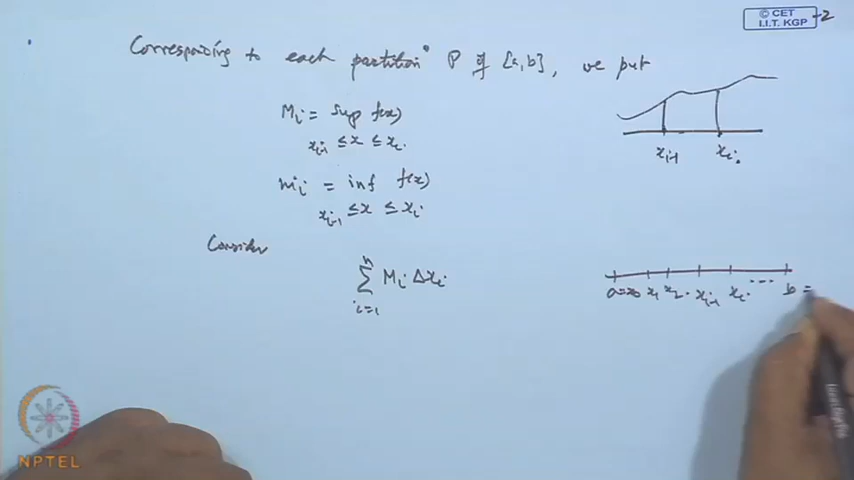 © CET
I.I.T. KGP
-2
Corresponding to each partition P of [a,b], we put
Mᵢ = sup f(x)
xᵢ₋₁ ≤ x ≤ xᵢ
mᵢ = inf f(x)
xᵢ₋₁ ≤ x ≤ xᵢ
xᵢ₋₁ xᵢ
Consider
n
∑ Mᵢ Δxᵢ
i=1
a=x₀ x₁ x₂ . xᵢ₋₁ xᵢ ... b =
NPTEL